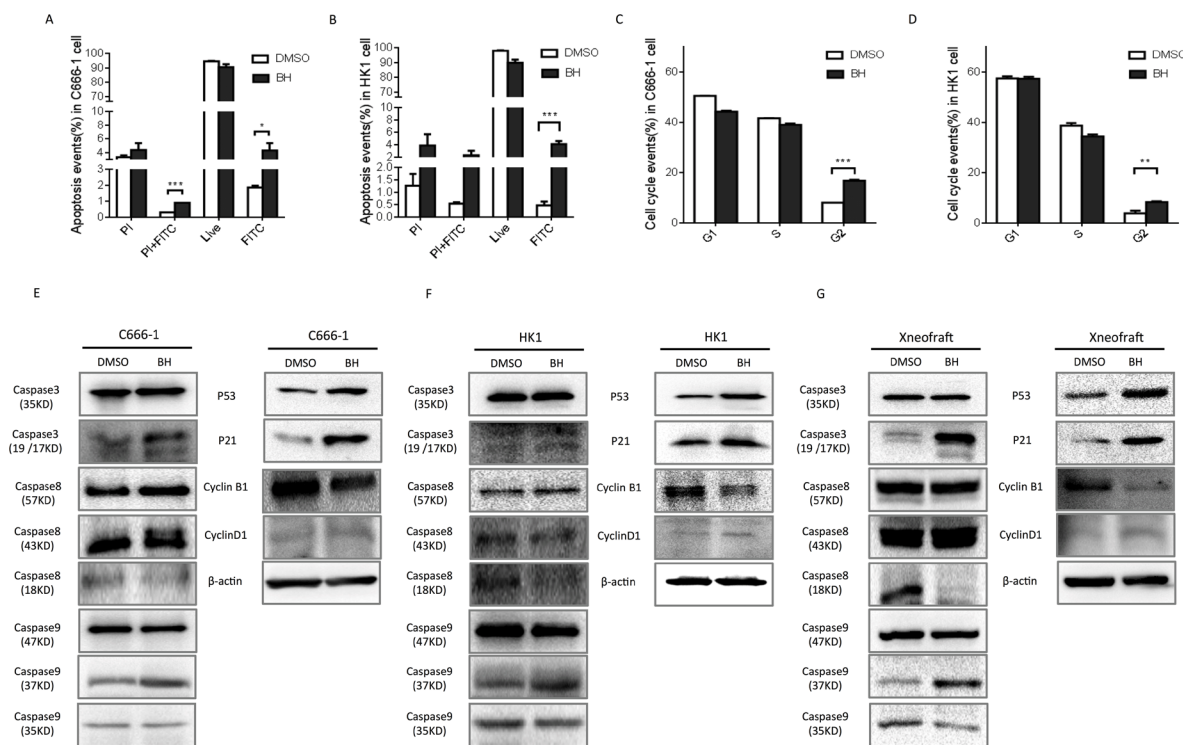 A
B
C
D
Apoptosis events(%) in C666-1 cell
100
90
80
70
60
8
6
4
2
2
1
0
DMSO
BH
*
***
PI
PI+FITC
Live
FITC
Apoptosis events(%) in HK1 cell
100
90
80
70
60
10
8
6
4
2
1.5
1.0
0.5
0.0
DMSO
BH
***
PI
PI+FITC
Live
FITC
Cell cycle events(%) in C666-1 cell
60
40
20
0
DMSO
BH
***
G1
S
G2
Cell cycle events(%) in HK1 cell
60
40
20
0
DMSO
BH
**
G1
S
G2
E
C666-1
DMSO BH
Caspase3
(35KD)
Caspase3
(19 /17KD)
Caspase8
(57KD)
Caspase8
(43KD)
Caspase8
(18KD)
Caspase9
(47KD)
Caspase9
(37KD)
Caspase9
(35KD)
C666-1
DMSO BH
P53
P21
Cyclin B1
CyclinD1
β-actin
F
HK1
DMSO BH
Caspase3
(35KD)
Caspase3
(19 /17KD)
Caspase8
(57KD)
Caspase8
(43KD)
Caspase8
(18KD)
Caspase9
(47KD)
Caspase9
(37KD)
Caspase9
(35KD)
HK1
DMSO BH
P53
P21
Cyclin B1
CyclinD1
β-actin
G
Xneofraft
DMSO BH
Caspase3
(35KD)
Caspase3
(19 /17KD)
Caspase8
(57KD)
Caspase8
(43KD)
Caspase8
(18KD)
Caspase9
(47KD)
Caspase9
(37KD)
Caspase9
(35KD)
Xneofraft
DMSO BH
P53
P21
Cyclin B1
CyclinD1
β-actin